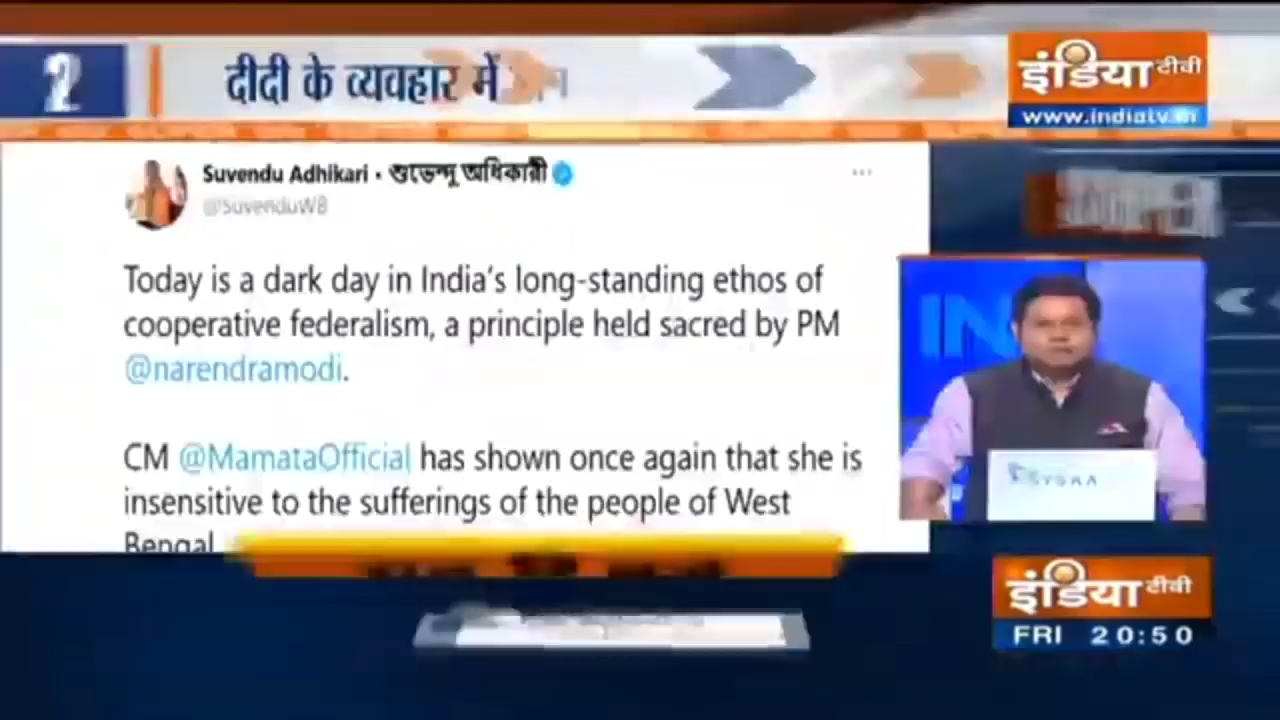 2
दीदी के व्यवहार में
इंडिया टीवी
www.indiatv.in
Suvendu Adhikari • শুভেন্দু অধিকারী
@SuvenduWB
Today is a dark day in India's long-standing ethos of
cooperative federalism, a principle held sacred by PM
@narendramodi.
CM @MamataOfficial has shown once again that she is
insensitive to the sufferings of the people of West
Bengal
IN
इंडिया टीवी
FRI 20:50